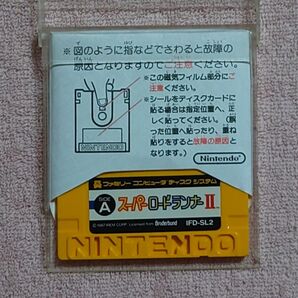 ※図のように指などでさわると故障の
原因となりますのでご注意ください。
※この磁気フィルム部分にご
注意ください。
※シールをディスクカードに
貼る場合は指定位置へ、正
しく貼ってください。(誤
った位置に貼ったり、重ね
貼りをすると故障の原因と
なります。)
NINTENDO
Nintendo
ファミリー コンピュータ ディスク システム
SIDE A
スーパーロードランナーII
©1987 IREM CORP. Licensed from Brøderbund IFD-SL2
NINTENDO